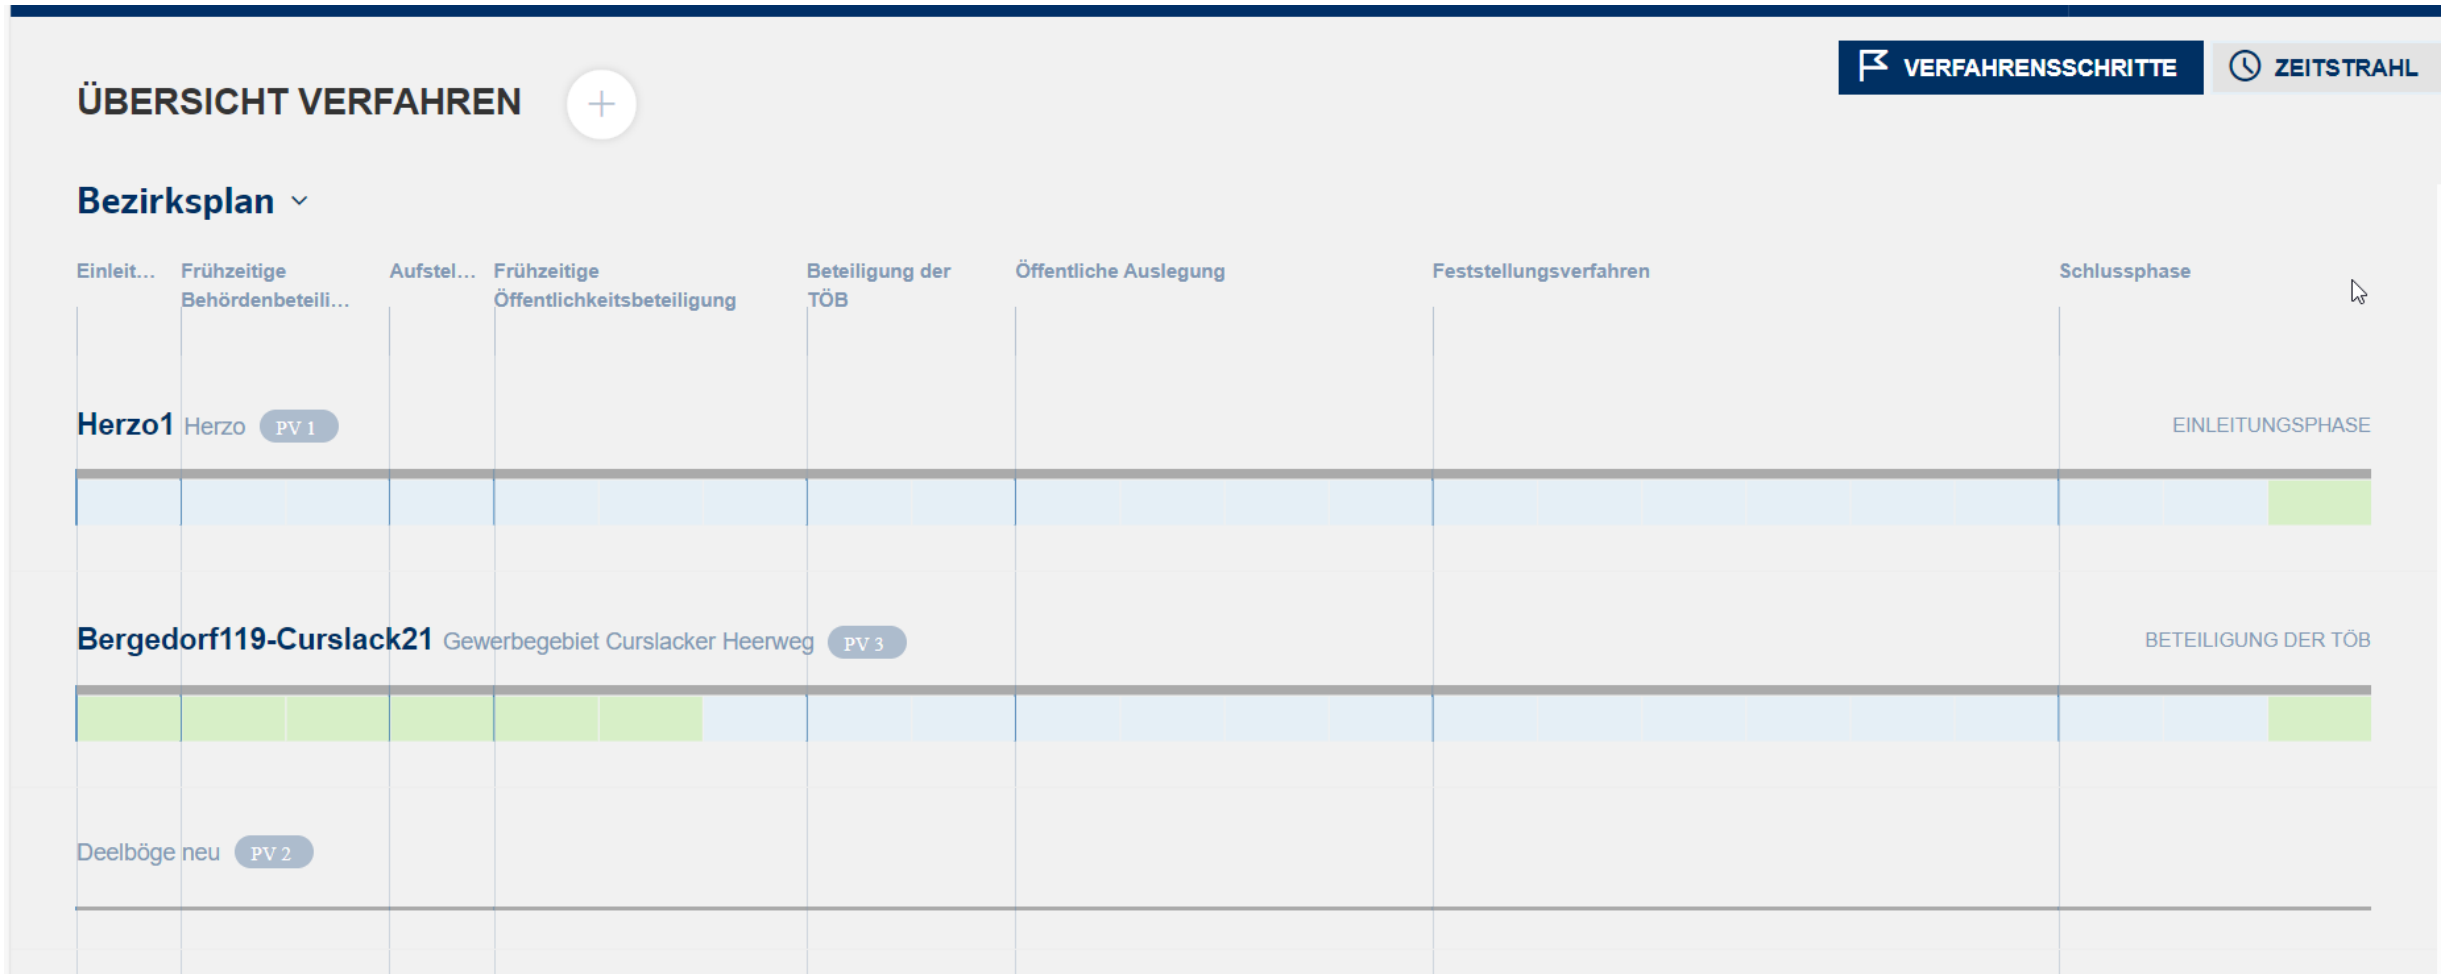 VERFAHRENSSCHRITTE ZEITSTRAHL
ÜBERSICHT VERFAHREN
Bezirksplan
Einleit... Frühzeitige Aufstel... Frühzeitige Beteiligung der Öffentliche Auslegung Feststellungsverfahren Schlussphase
Behördenbeteili... Öffentlichkeitsbeteiligung TÖB
Herzo1 Herzo PV 1 EINLEITUNGSPHASE
Bergedorf119-Curslack21 Gewerbegebiet Curslacker Heerweg PV 3 BETEILIGUNG DER TÖB
Deelböge neu PV 2